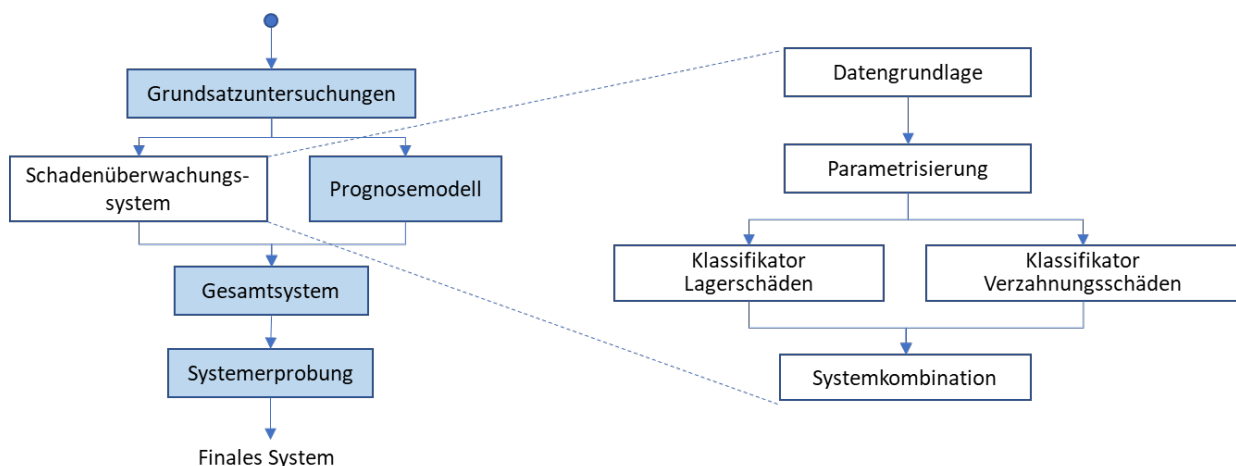 Grundsatzuntersuchungen
Schadenüberwachungs-
system
Prognosemodell
Gesamtsystem
Systemerprobung
Finales System
Datengrundlage
Parametrisierung
Klassifikator
Lagerschäden
Klassifikator
Verzahnungsschäden
Systemkombination